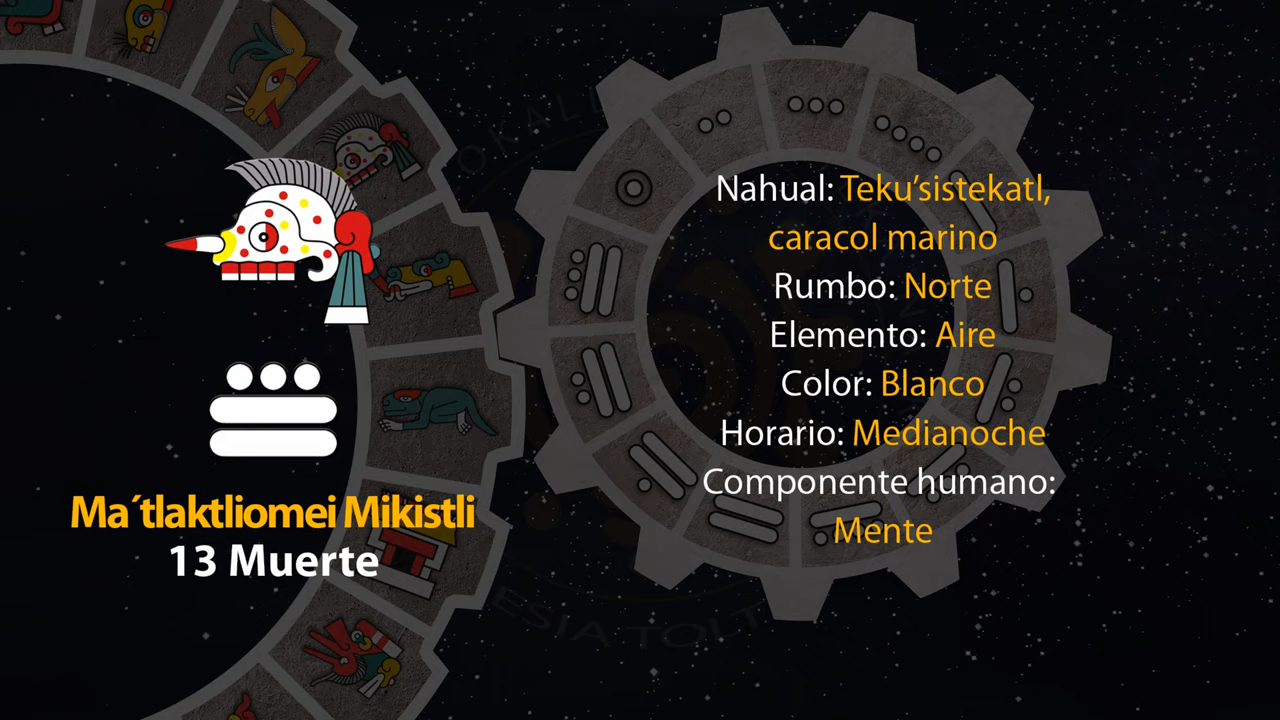 Ma´tlaktliomei Mikistli
13 Muerte
Nahual: Teku’sistekatl,
caracol marino
Rumbo: Norte
Elemento: Aire
Color: Blanco
Horario: Medianoche
Componente humano:
Mente